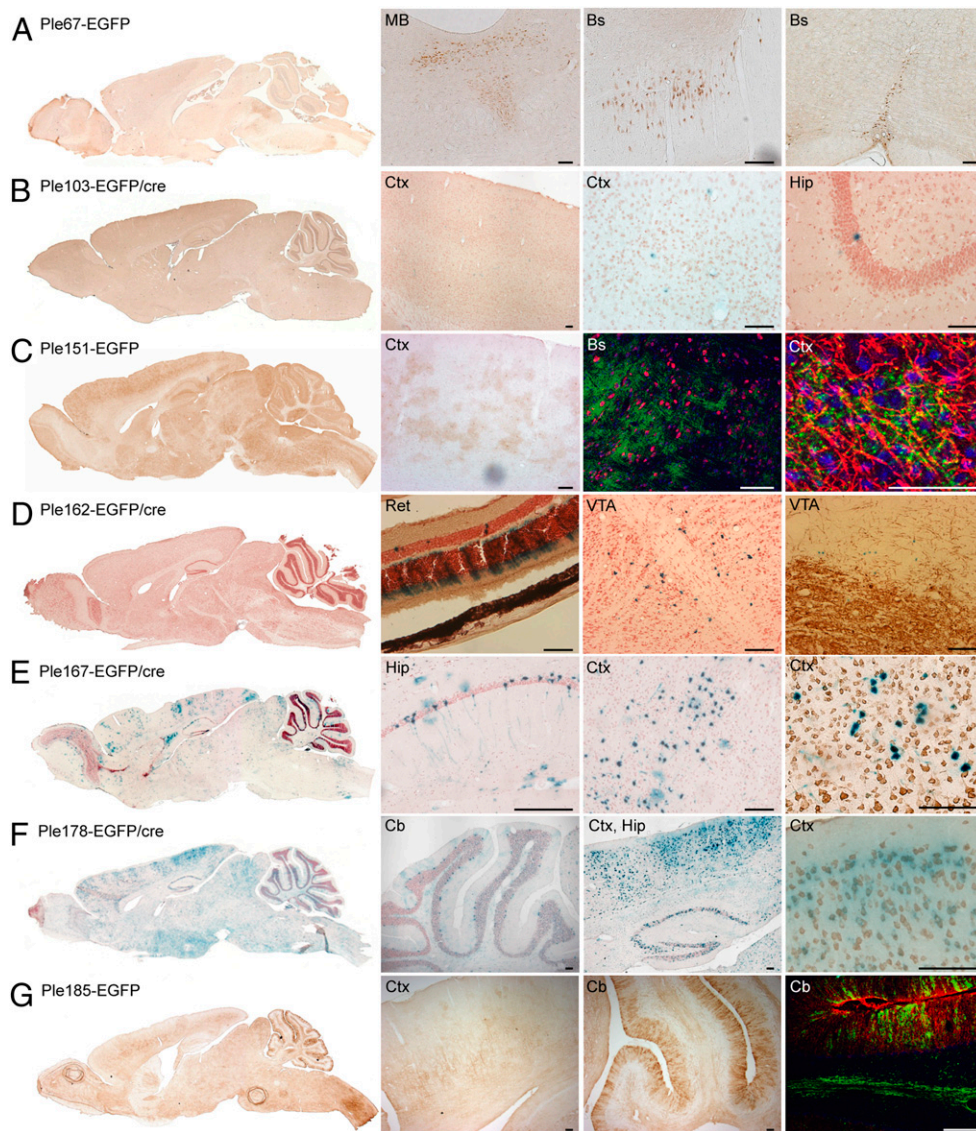 A Ple67-EGFP
MB
Bs
Bs
B Ple103-EGFP/cre
Ctx
Ctx
Hip
C Ple151-EGFP
Ctx
Bs
Ctx
D Ple162-EGFP/cre
Ret
VTA
VTA
E Ple167-EGFP/cre
Hip
Ctx
Ctx
F Ple178-EGFP/cre
Cb
Ctx, Hip
Ctx
G Ple185-EGFP
Ctx
Cb
Cb